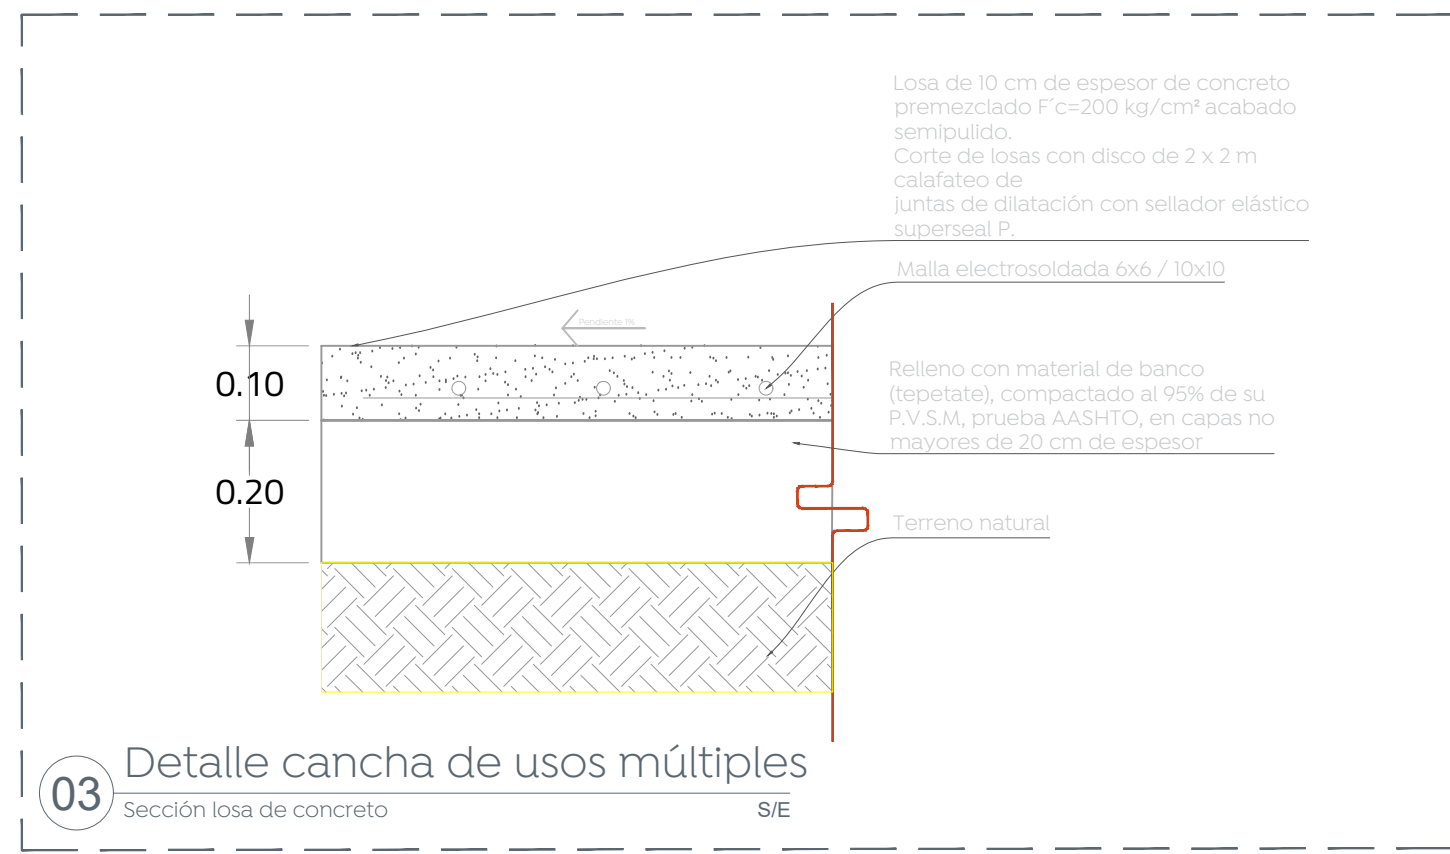 Losa de 10 cm de espesor de concreto
premezclado F´c=200 kg/cm² acabado
semipulido.
Corte de losas con disco de 2 x 2 m
calafateo de
juntas de dilatación con sellador elástico
superseal P.
Malla electrosoldada 6x6 / 10x10
Pendiente 1%
0.10
Relleno con material de banco
(tepetate), compactado al 95% de su
P.V.S.M, prueba AASHTO, en capas no
mayores de 20 cm de espesor
0.20
Terreno natural
03
Detalle cancha de usos múltiples
Sección losa de concreto
S/E